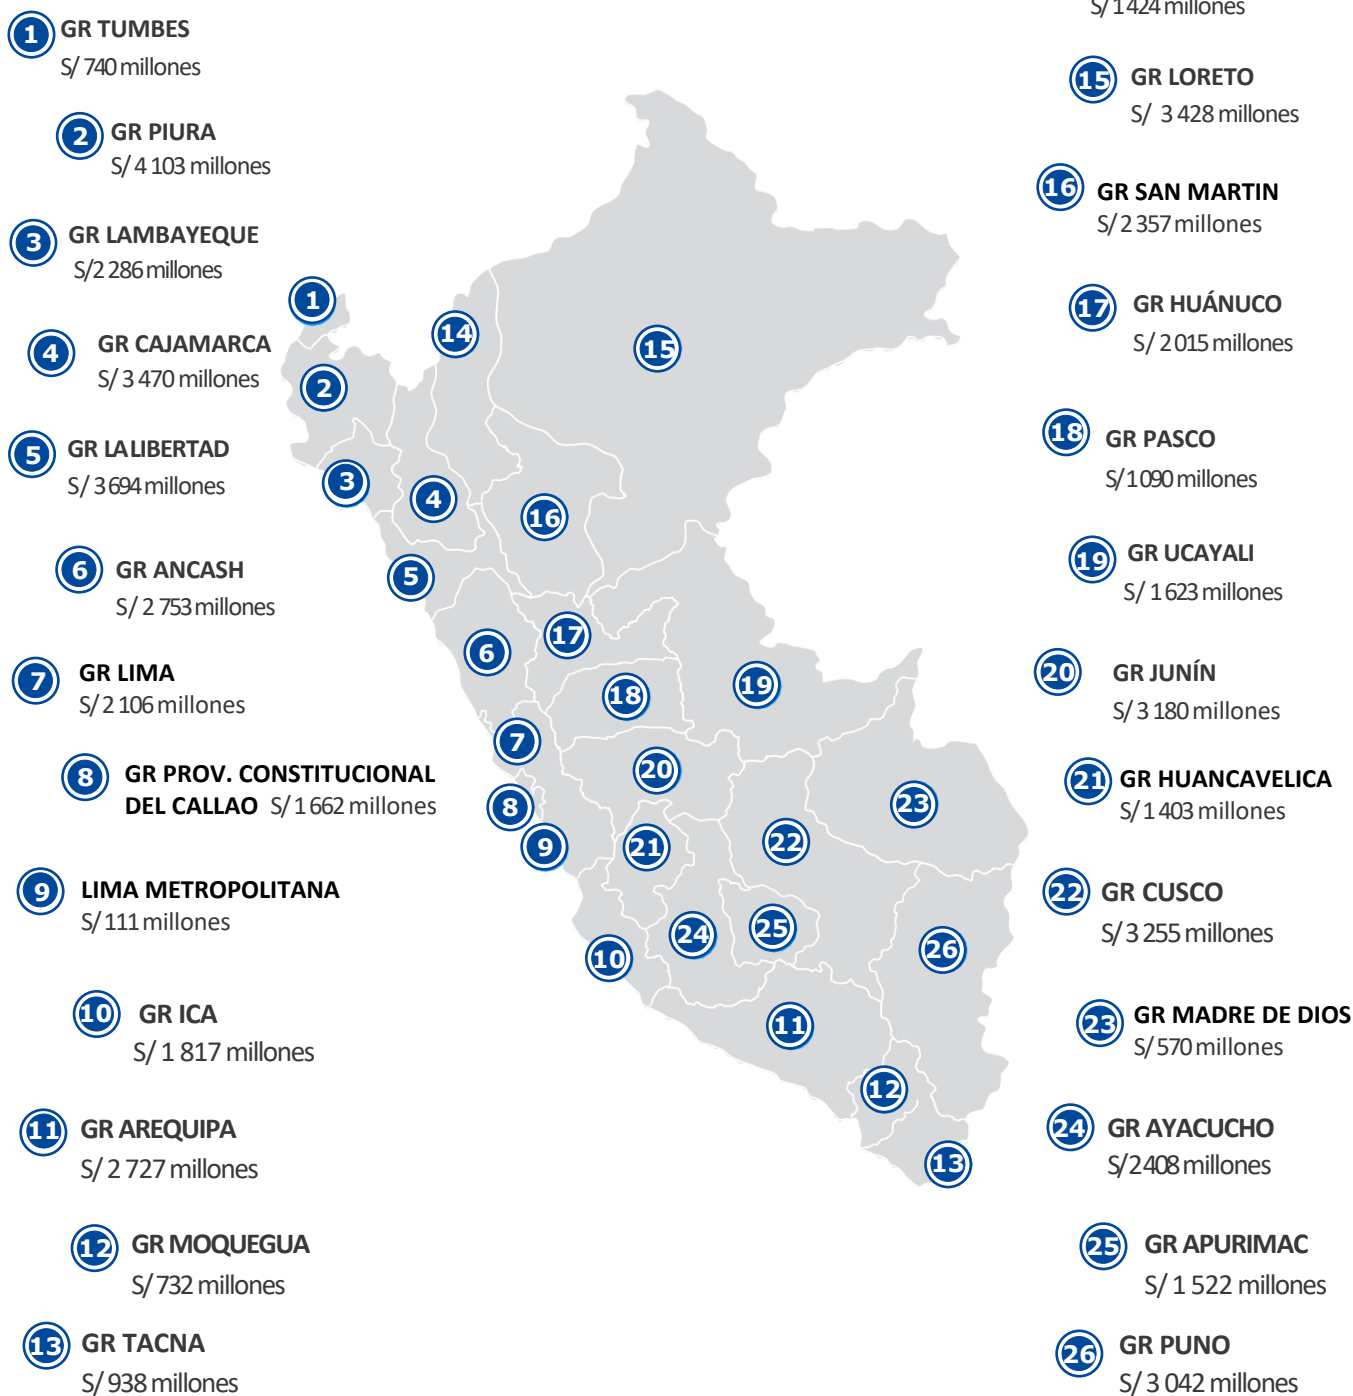 1 GR TUMBES
S/ 740 millones
2 GR PIURA
S/ 4 103 millones
3 GR LAMBAYEQUE
S/2 286 millones
4 GR CAJAMARCA
S/ 3 470 millones
5 GR LA LIBERTAD
S/ 3 694 millones
6 GR ANCASH
S/ 2 753 millones
7 GR LIMA
S/ 2 106 millones
8 GR PROV. CONSTITUCIONAL
DEL CALLAO S/ 1 662 millones
9 LIMA METROPOLITANA
S/ 111 millones
10 GR ICA
S/ 1 817 millones
11 GR AREQUIPA
S/ 2 727 millones
12 GR MOQUEGUA
S/ 732 millones
13 GR TACNA
S/ 938 millones
1
14
15
2
3
4
16
5
17
6
19
18
7
20
8
23
9
21
22
24
25
10
26
11
12
13
S/ 1 424 millones
15 GR LORETO
S/ 3 428 millones
16 GR SAN MARTIN
S/ 2 357 millones
17 GR HUÁNUCO
S/ 2 015 millones
18 GR PASCO
S/ 1 090 millones
19 GR UCAYALI
S/ 1 623 millones
20 GR JUNÍN
S/ 3 180 millones
21 GR HUANCAVELICA
S/ 1 403 millones
22 GR CUSCO
S/ 3 255 millones
23 GR MADRE DE DIOS
S/ 570 millones
24 GR AYACUCHO
S/ 2 408 millones
25 GR APURIMAC
S/ 1 522 millones
26 GR PUNO
S/ 3 042 millones